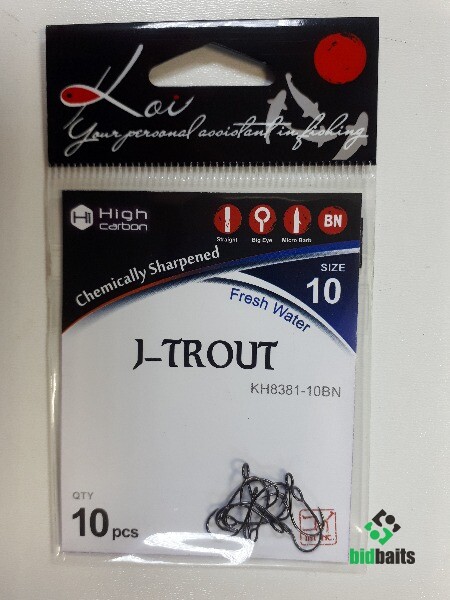 Koi
Your personal assistant in fishing
Hi High
carbon
Straight
Big Eye
Micro Barb
BN
Chemically Sharpened
SIZE
10
Fresh Water
J-TROUT
KH8381-10BN
QTY
10 pcs
bidbaits